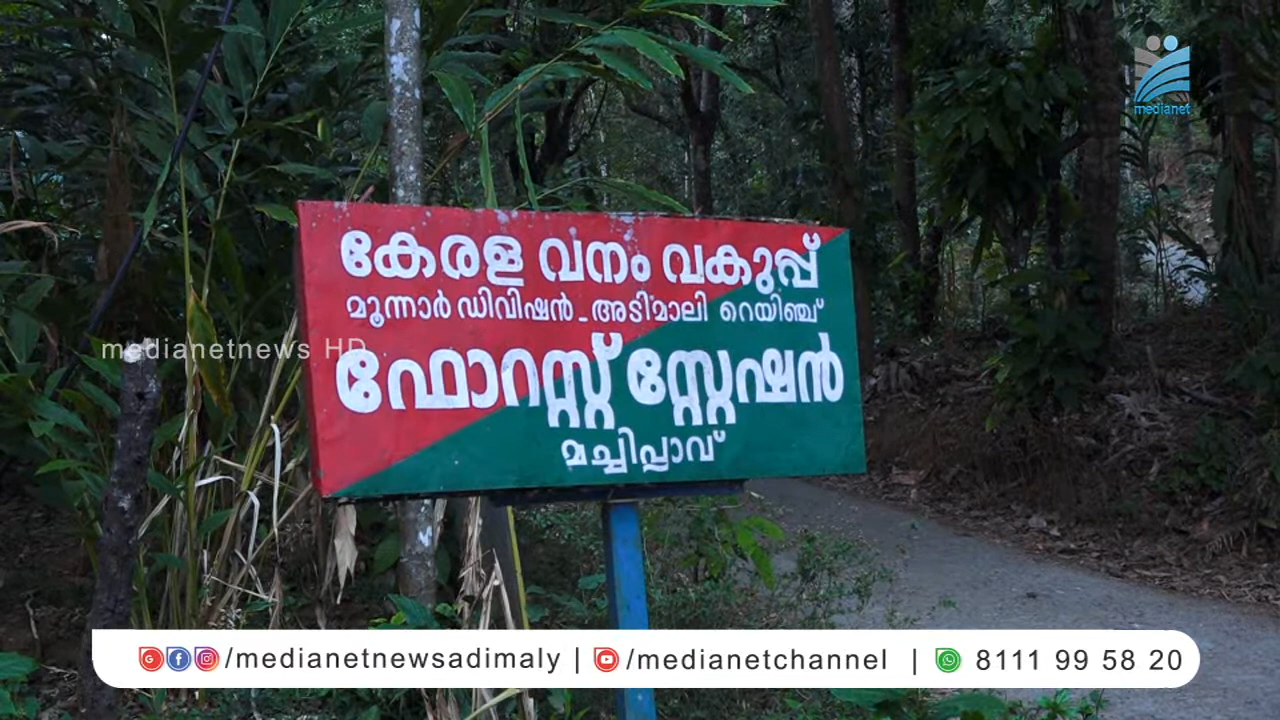 medianet
കേരള വനം വകുപ്പ്
മൂന്നാർ ഡിവിഷൻ - അടിമാലി റെയിഞ്ച്
medianetnews HD
ഫോറസ്റ്റ് സ്റ്റേഷൻ
മച്ചിപ്ലാവ്
/medianetnewsadimaly | /medianetchannel | 8111 99 58 20